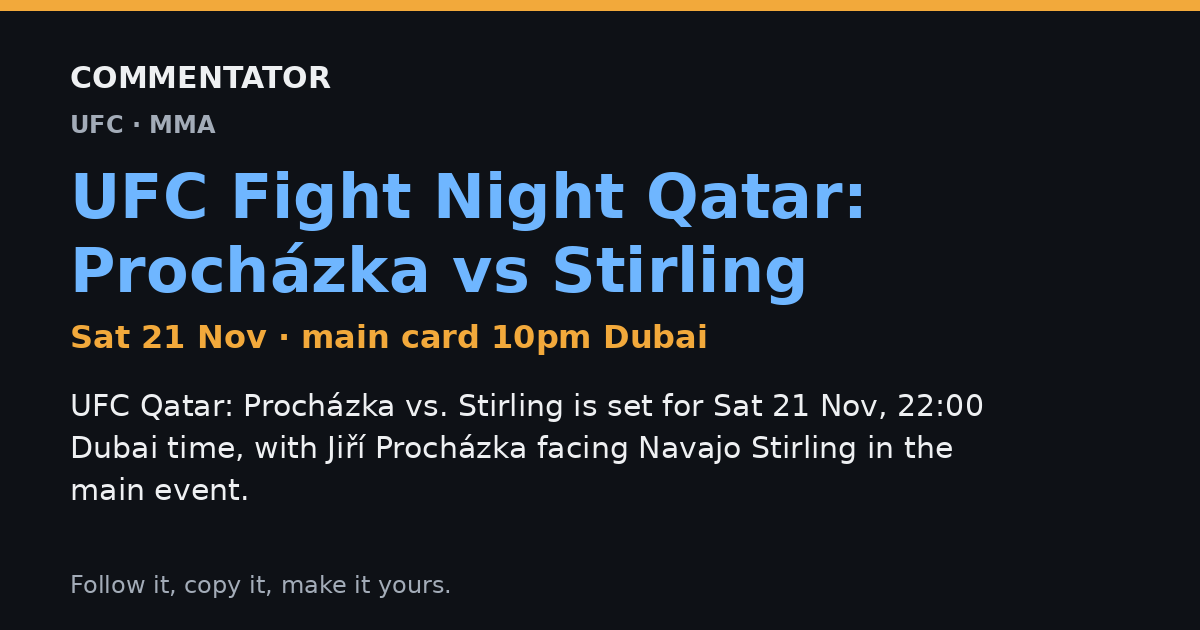 COMMENTATOR
UFC · MMA
UFC Fight Night Qatar:
Procházka vs Stirling
Sat 21 Nov · main card 10pm Dubai
UFC Qatar: Procházka vs. Stirling is set for Sat 21 Nov, 22:00
Dubai time, with Jiří Procházka facing Navajo Stirling in the
main event.
Follow it, copy it, make it yours.